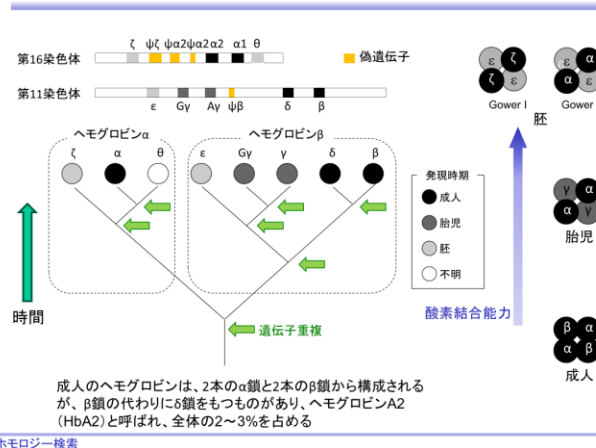 ζ ψζ ψα2 ψα2 α2 α1 θ
第16染色体
偽遺伝子
第11染色体
ε Gγ Aγ ψβ δ β
ヘモグロビンα
ヘモグロビンβ
ζ α θ
ε Gγ γ δ β
発現時期
成人
胎児
胚
不明
時間
遺伝子重複
酸素結合能力
ε ζ
ζ ε
Gower I
ε α
α ε
Gower
胚
γ α
α γ
胎児
β α
α β
成人
成人のヘモグロビンは、2本のα鎖と2本のβ鎖から構成される
が、β鎖の代わりにδ鎖をもつものがあり、ヘモグロビンA2
(HbA2)と呼ばれ、全体の2〜3%を占める
ホモロジー検索